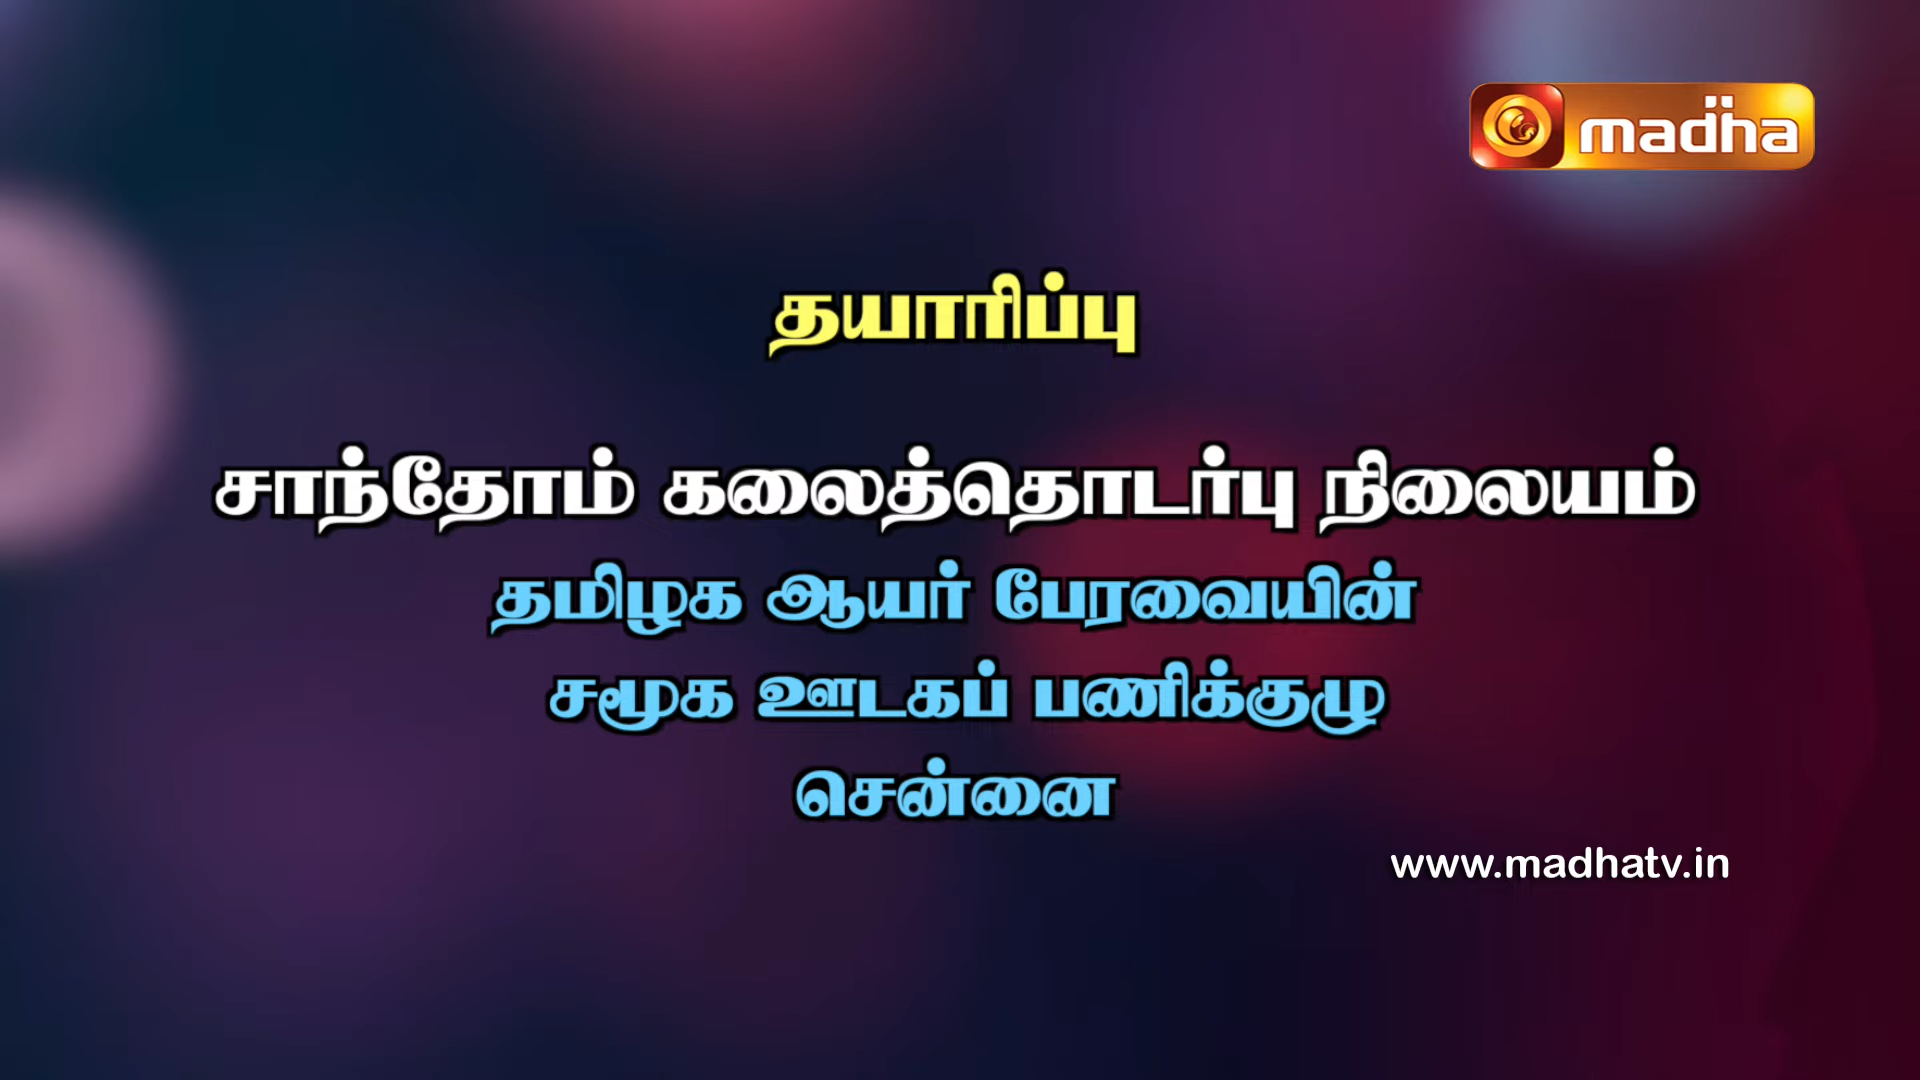 madha
தயாரிப்பு
சாந்தோம் கலைத்தொடர்பு நிலையம்
தமிழக ஆயர் பேரவையின்
சமூக ஊடகப் பணிக்குழு
சென்னை
www.madhatv.in